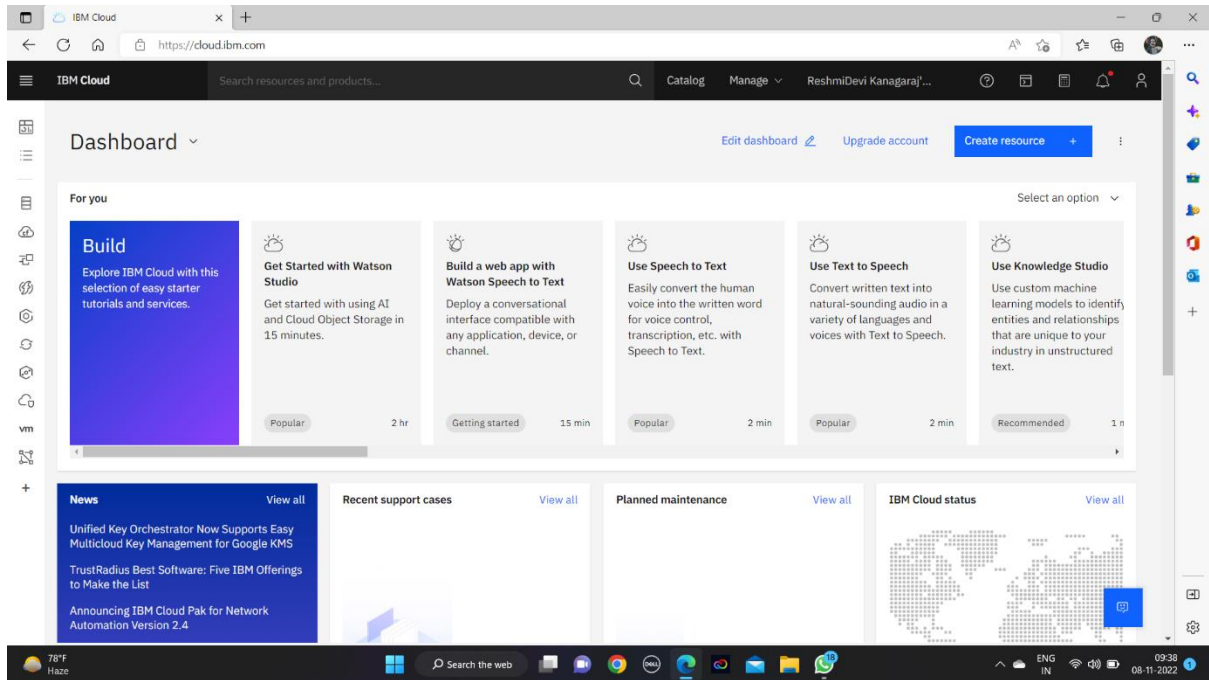 IBM Cloud
https://cloud.ibm.com
IBM Cloud
Search resources and products...
Catalog
Manage
ReshmiDevi Kanagaraj'...
Dashboard
Edit dashboard
Upgrade account
Create resource +
For you
Select an option
Build
Explore IBM Cloud with this
selection of easy starter
tutorials and services.
Get Started with Watson
Studio
Get started with using AI
and Cloud Object Storage in
15 minutes.
Popular
2 hr
Build a web app with
Watson Speech to Text
Deploy a conversational
interface compatible with
any application, device, or
channel.
Getting started
15 min
Use Speech to Text
Easily convert the human
voice into the written word
for voice control,
transcription, etc. with
Speech to Text.
Popular
2 min
Use Text to Speech
Convert written text into
natural-sounding audio in a
variety of languages and
voices with Text to Speech.
Popular
2 min
Use Knowledge Studio
Use custom machine
learning models to identify
entities and relationships
that are unique to your
industry in unstructured
text.
Recommended
1
vm
News
View all
Unified Key Orchestrator Now Supports Easy
Multicloud Key Management for Google KMS
TrustRadius Best Software: Five IBM Offerings
to Make the List
Announcing IBM Cloud Pak for Network
Automation Version 2.4
Recent support cases
View all
Planned maintenance
View all
IBM Cloud status
View all
78°F
Haze
Search the web
DELL
18
ENG
IN
09:38
08-11-2022
1